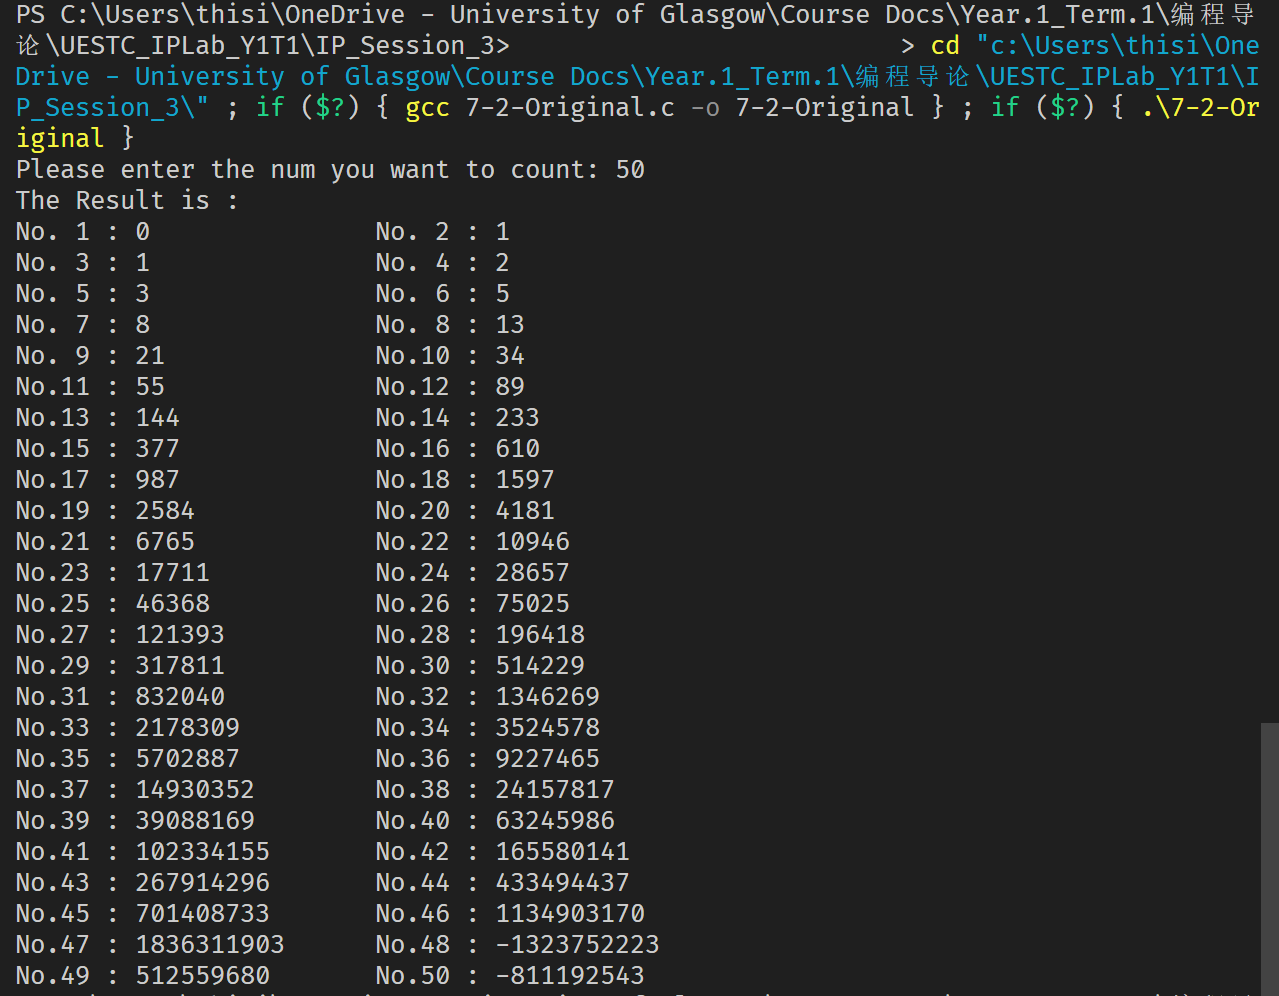 PS C:\Users\thisi\OneDrive - University of Glasgow\Course Docs\Year.1_Term.1\编程导
论\UESTC_IPLab_Y1T1\IP_Session_3> > cd "c:\Users\thisi\One
Drive - University of Glasgow\Course Docs\Year.1_Term.1\编程导论\UESTC_IPLab_Y1T1\I
P_Session_3\" ; if ($?) { gcc 7-2-Original.c -o 7-2-Original } ; if ($?) { .\7-2-Or
iginal }
Please enter the num you want to count: 50
The Result is :
No. 1 : 0 No. 2 : 1
No. 3 : 1 No. 4 : 2
No. 5 : 3 No. 6 : 5
No. 7 : 8 No. 8 : 13
No. 9 : 21 No.10 : 34
No.11 : 55 No.12 : 89
No.13 : 144 No.14 : 233
No.15 : 377 No.16 : 610
No.17 : 987 No.18 : 1597
No.19 : 2584 No.20 : 4181
No.21 : 6765 No.22 : 10946
No.23 : 17711 No.24 : 28657
No.25 : 46368 No.26 : 75025
No.27 : 121393 No.28 : 196418
No.29 : 317811 No.30 : 514229
No.31 : 832040 No.32 : 1346269
No.33 : 2178309 No.34 : 3524578
No.35 : 5702887 No.36 : 9227465
No.37 : 14930352 No.38 : 24157817
No.39 : 39088169 No.40 : 63245986
No.41 : 102334155 No.42 : 165580141
No.43 : 267914296 No.44 : 433494437
No.45 : 701408733 No.46 : 1134903170
No.47 : 1836311903 No.48 : -1323752223
No.49 : 512559680 No.50 : -811192543